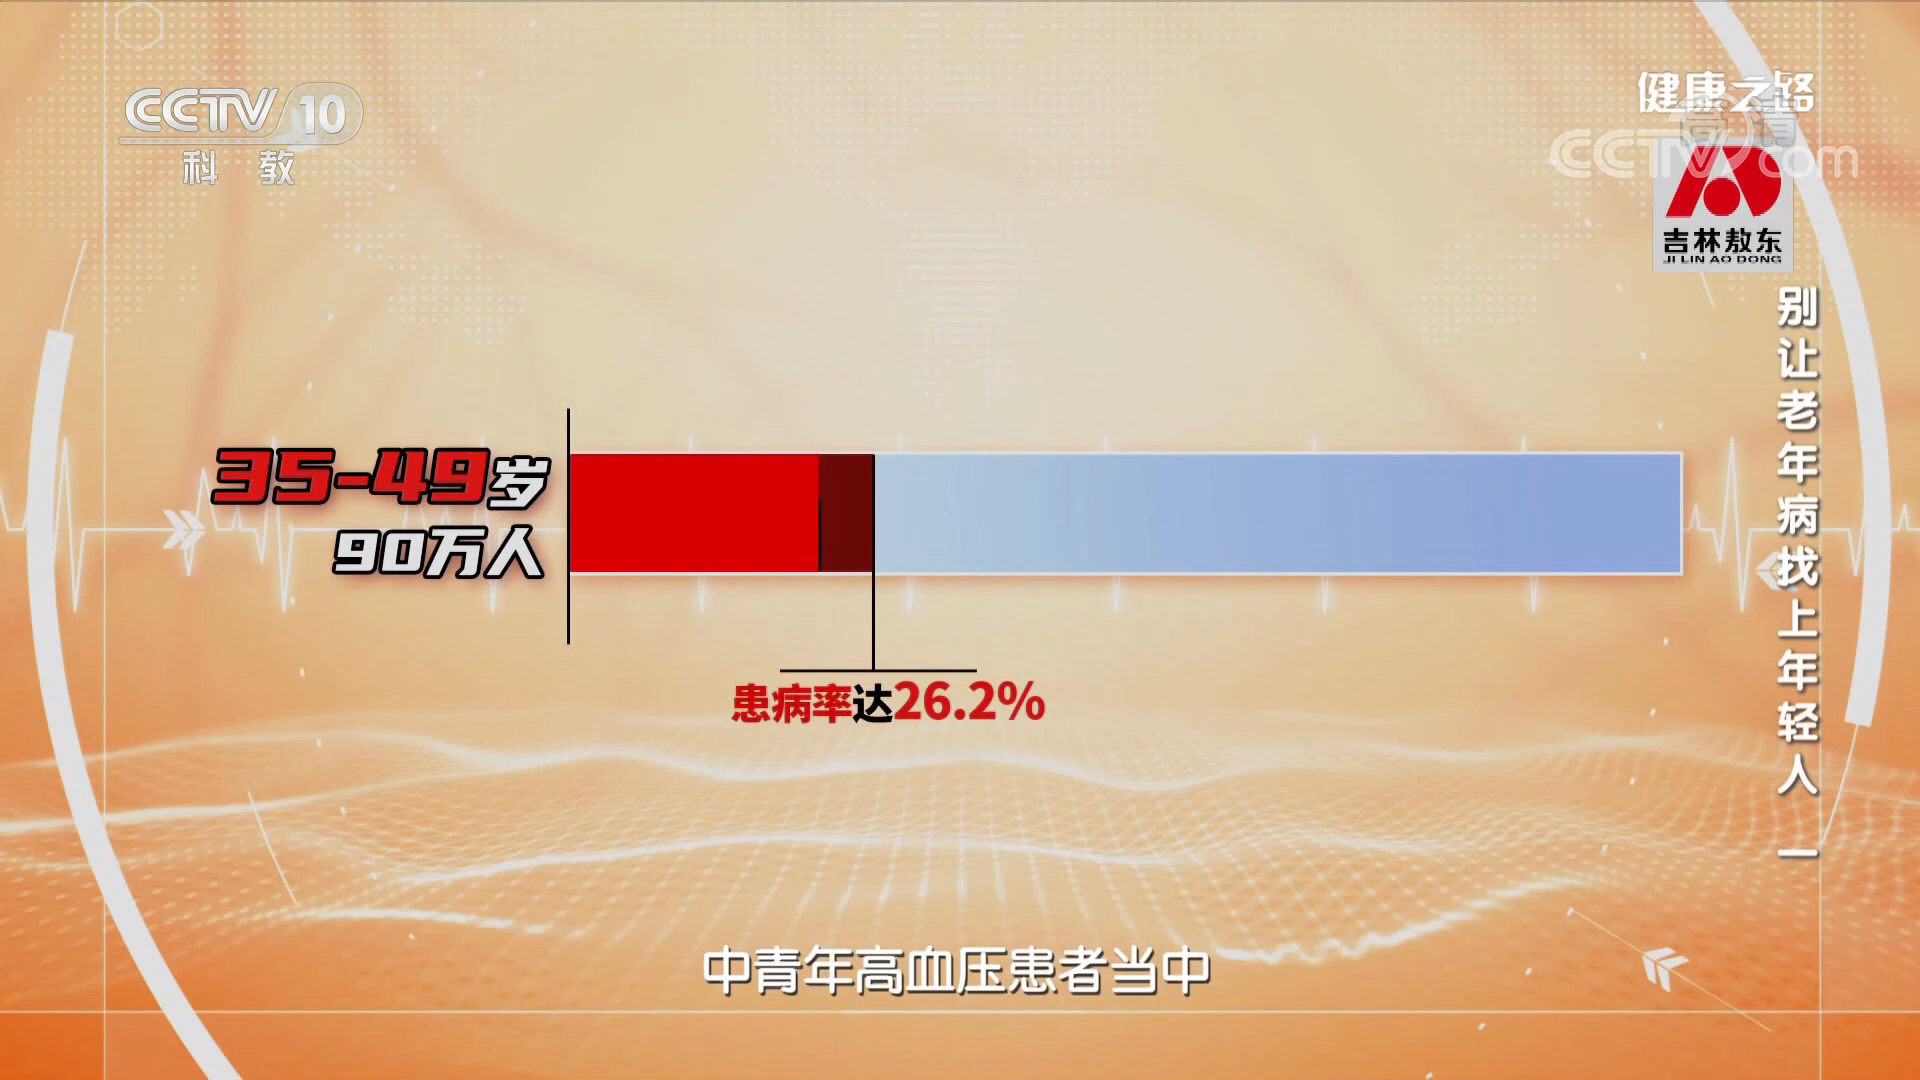 CCTV 10
科 教
健康之路
高清
CCTV.com
吉林敖东
JI LIN AO DONG
别让老年病找上年轻人 一
35-49岁
90万人
患病率达26.2%
中青年高血压患者当中